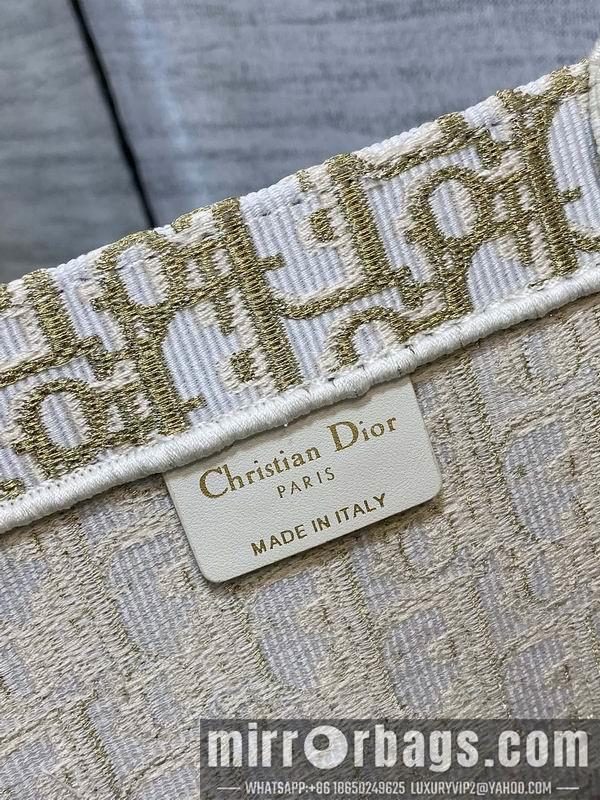 Christian Dior
PARIS
MADE IN ITALY
mirrorbags.com
WHATSAPP:+86 18650249625 LUXURYVIP2@YAHOO.COM